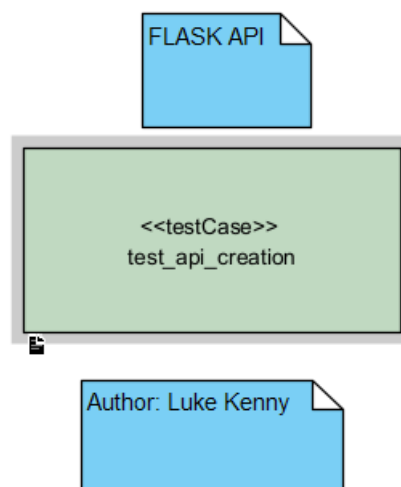 FLASK API
<<testCase>>
test_api_creation
Author: Luke Kenny